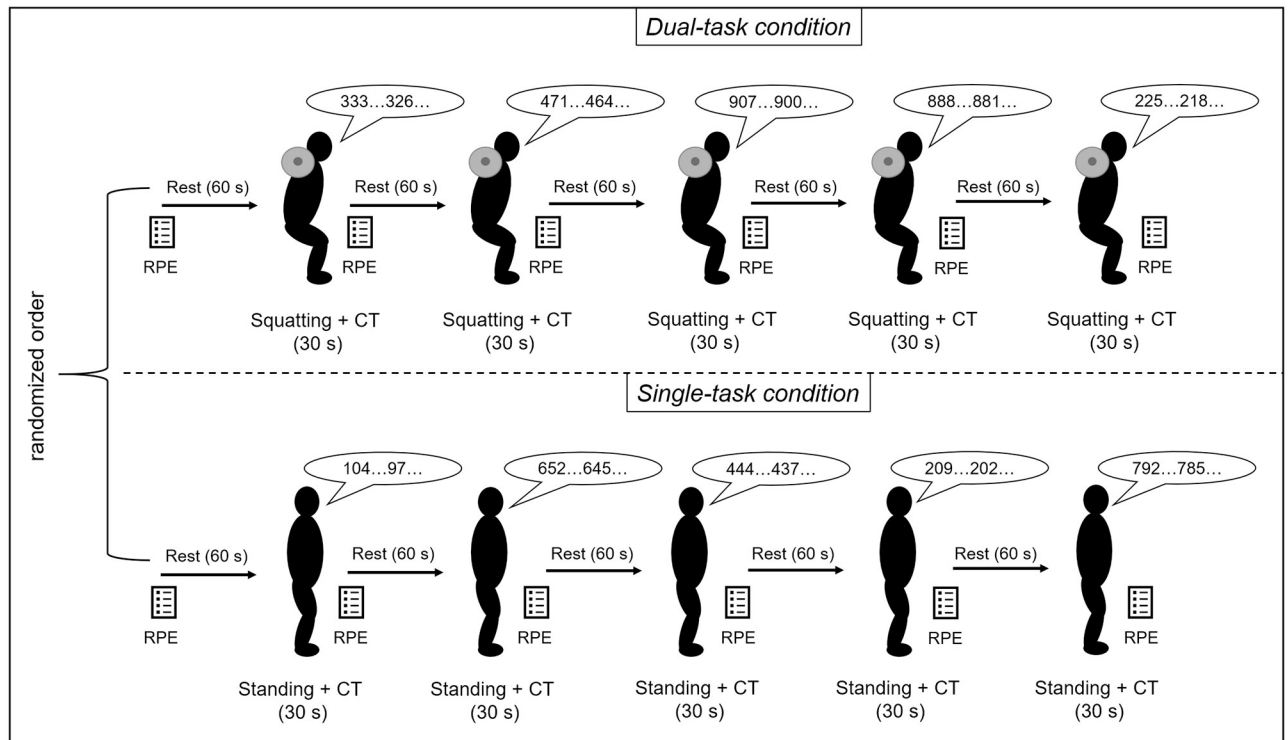 Dual-task condition
333...326...
471...464...
907...900...
888...881...
225...218...
Rest (60 s)
Rest (60 s)
Rest (60 s)
Rest (60 s)
Rest (60 s)
RPE
RPE
RPE
RPE
RPE
RPE
Squatting + CT
(30 s)
Squatting + CT
(30 s)
Squatting + CT
(30 s)
Squatting + CT
(30 s)
Squatting + CT
(30 s)
randomized order
Single-task condition
104...97...
652...645...
444...437...
209...202...
792...785...
Rest (60 s)
Rest (60 s)
Rest (60 s)
Rest (60 s)
Rest (60 s)
RPE
RPE
RPE
RPE
RPE
RPE
Standing + CT
(30 s)
Standing + CT
(30 s)
Standing + CT
(30 s)
Standing + CT
(30 s)
Standing + CT
(30 s)